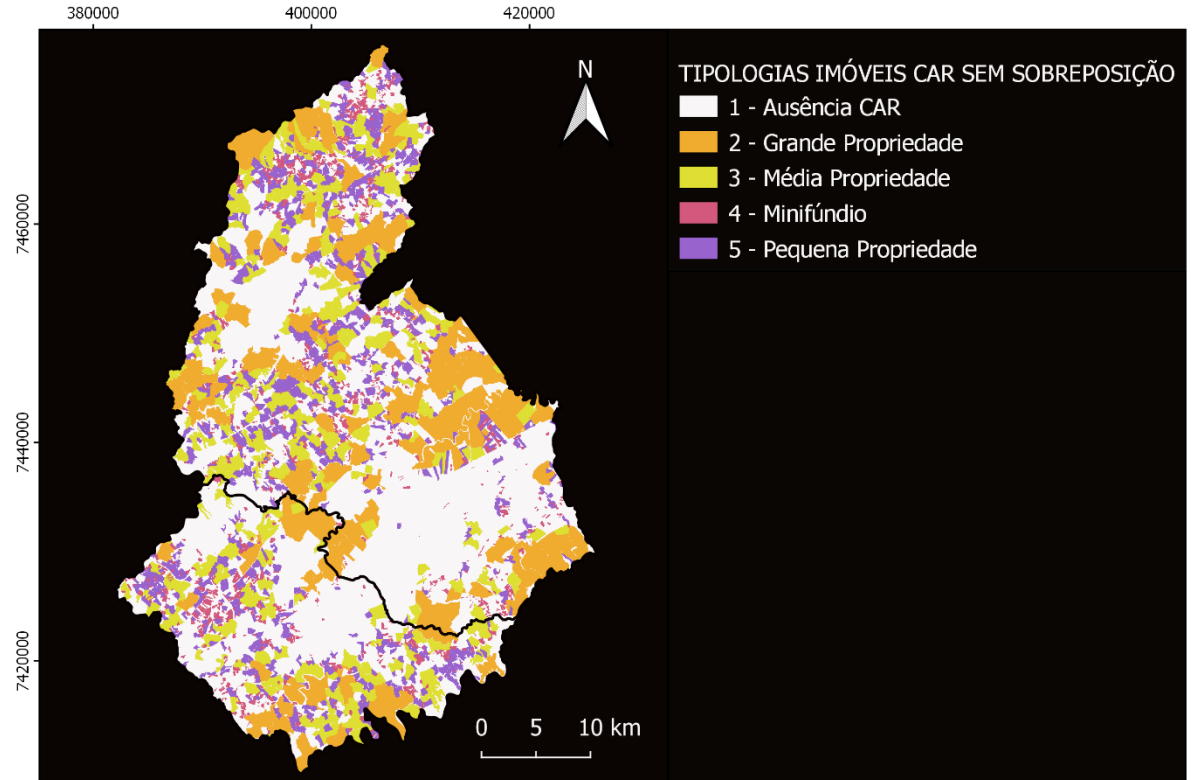 380000 400000 420000
TIPOLOGIAS IMÓVEIS CAR SEM SOBREPOSIÇÃO
1 - Ausência CAR
2 - Grande Propriedade
3 - Média Propriedade
4 - Minifúndio
5 - Pequena Propriedade
N
7460000
7440000
7420000
0 5 10 km